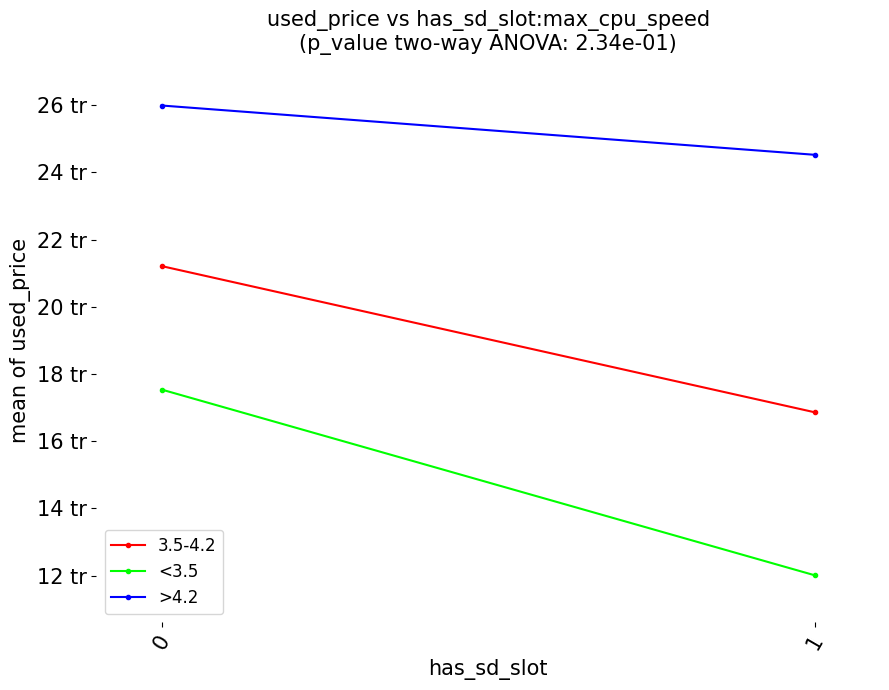 used_price vs has_sd_slot:max_cpu_speed
(p_value two-way ANOVA: 2.34e-01)
26 tr
24 tr
22 tr
20 tr
18 tr
16 tr
14 tr
12 tr
mean of used_price
3.5-4.2
<3.5
>4.2
0
1
has_sd_slot